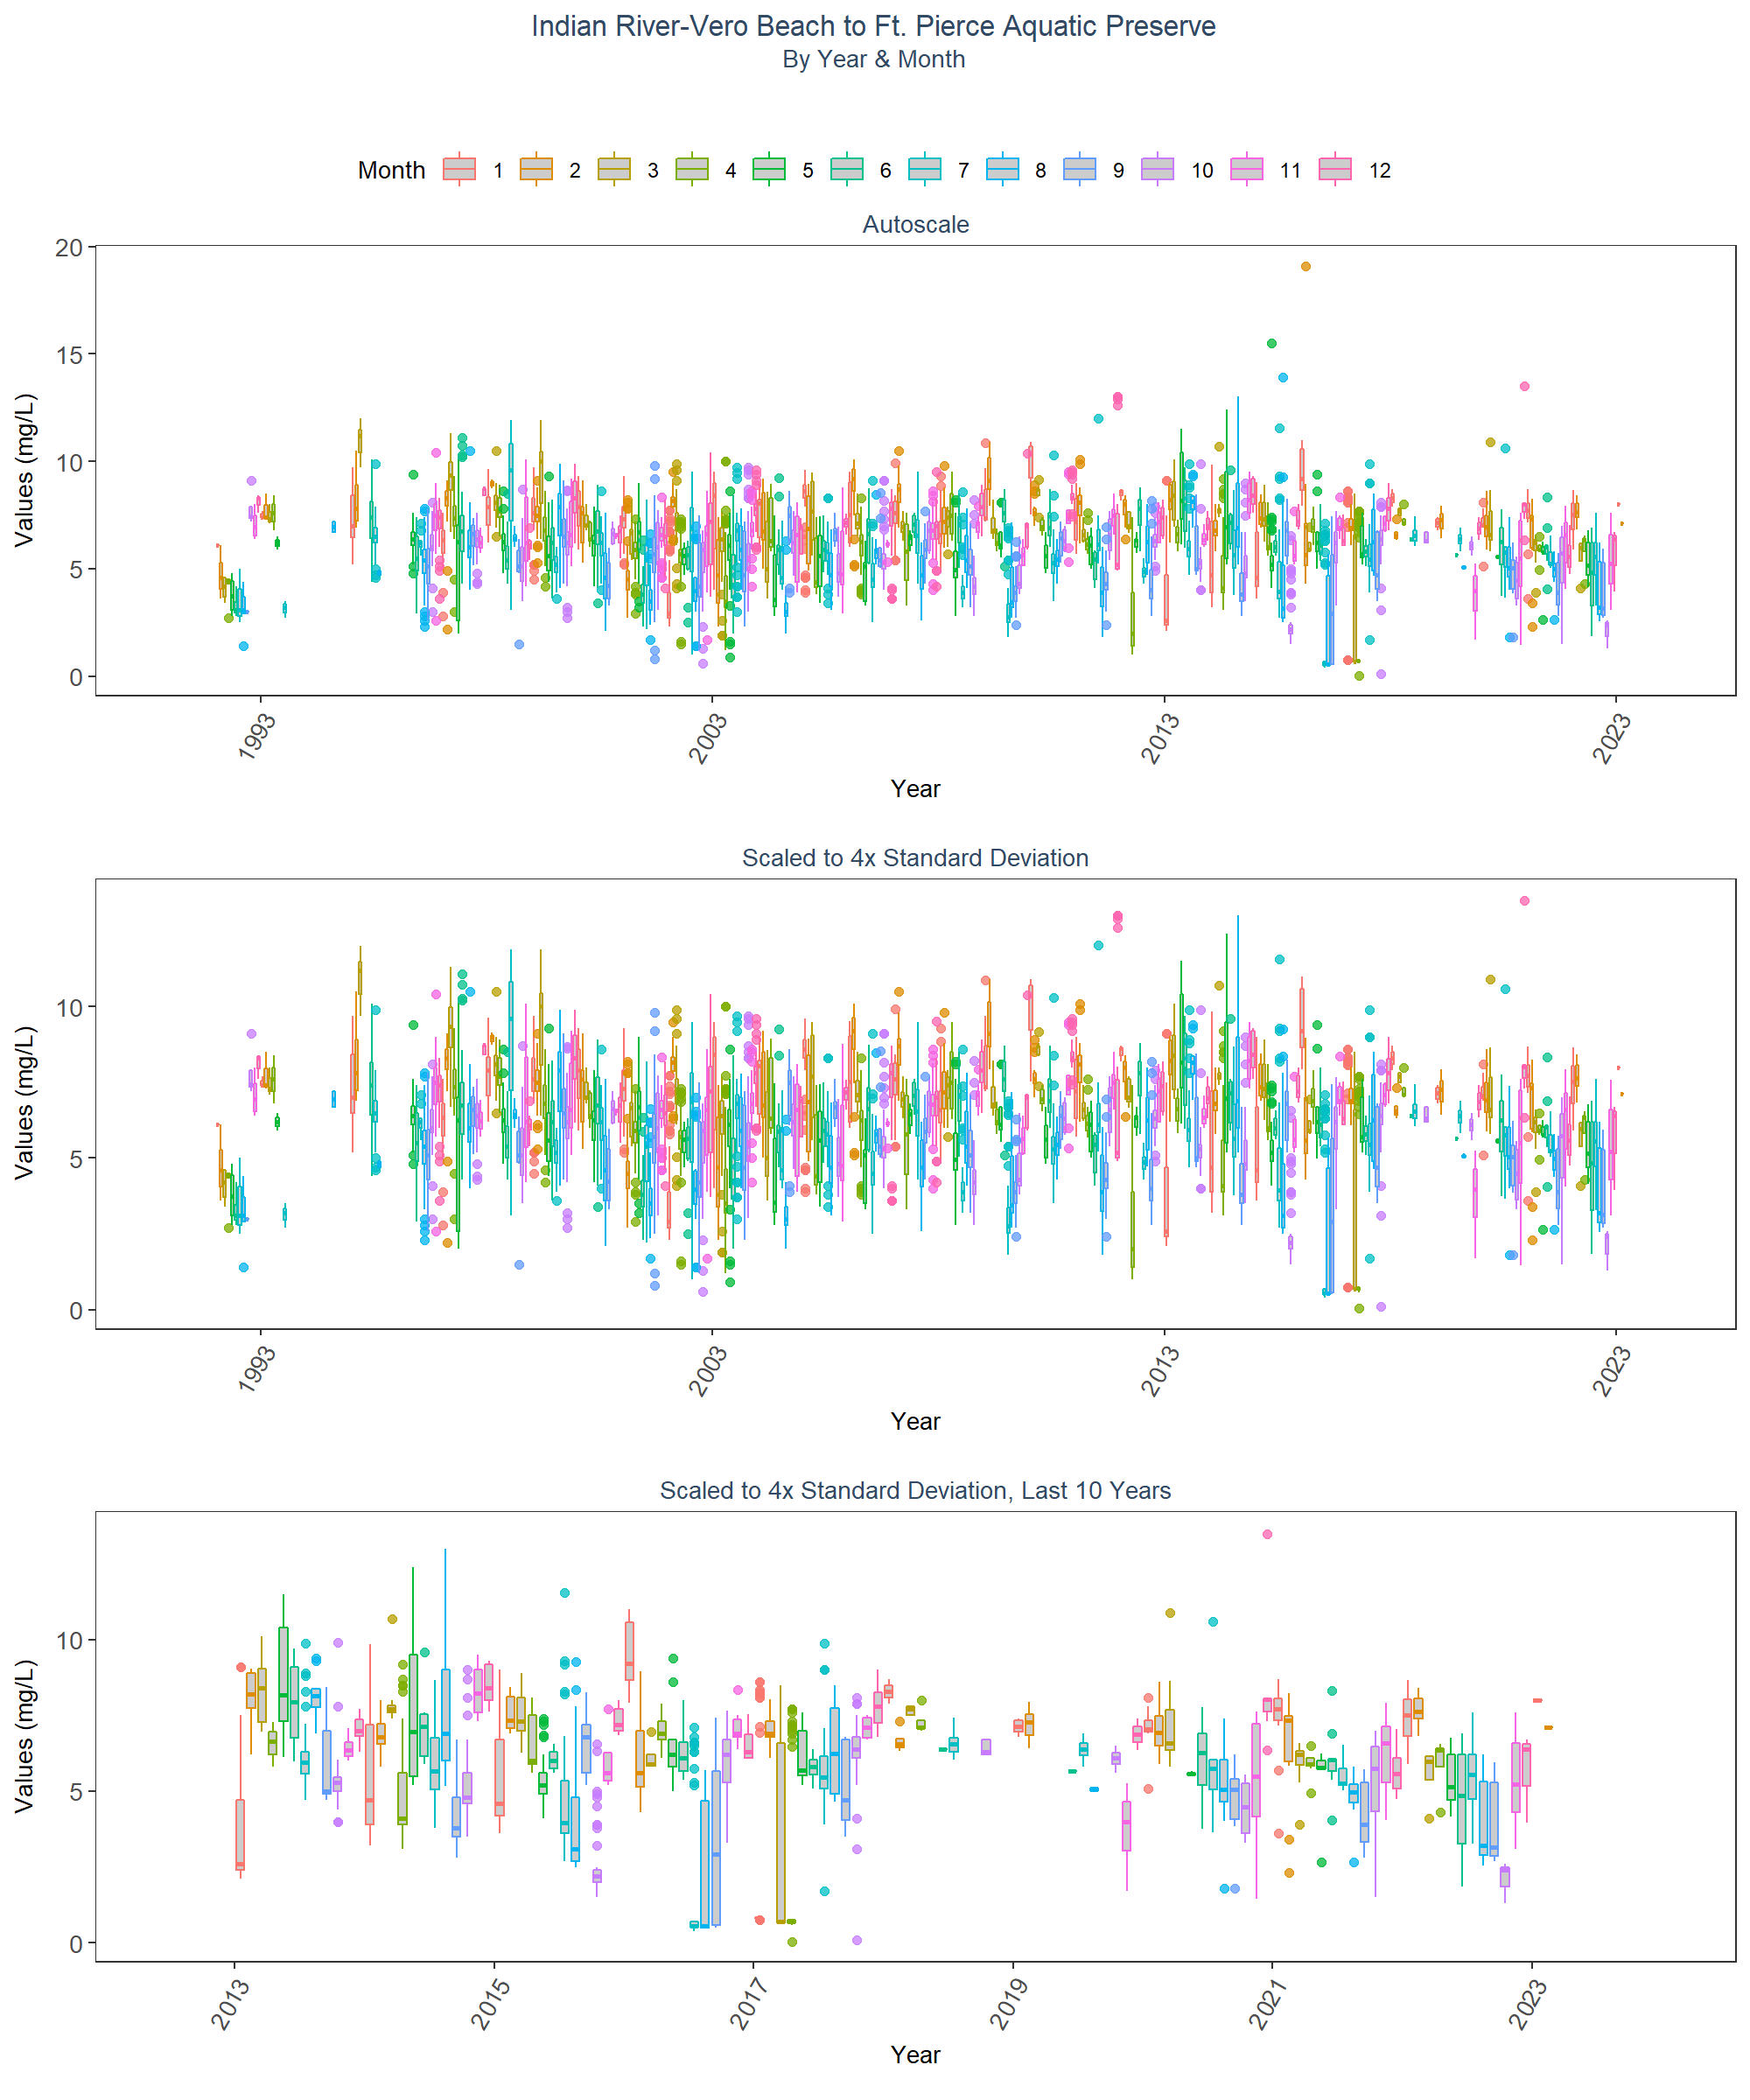 Indian River-Vero Beach to Ft. Pierce Aquatic Preserve
By Year & Month
Month 1 2 3 4 5 6 7 8 9 10 11 12
Autoscale
Values (mg/L)
20
15
10
5
0
1993 2003 2013 2023
Year
Scaled to 4x Standard Deviation
Values (mg/L)
10
5
0
1993 2003 2013 2023
Year
Scaled to 4x Standard Deviation, Last 10 Years
Values (mg/L)
10
5
0
2013 2015 2017 2019 2021 2023
Year